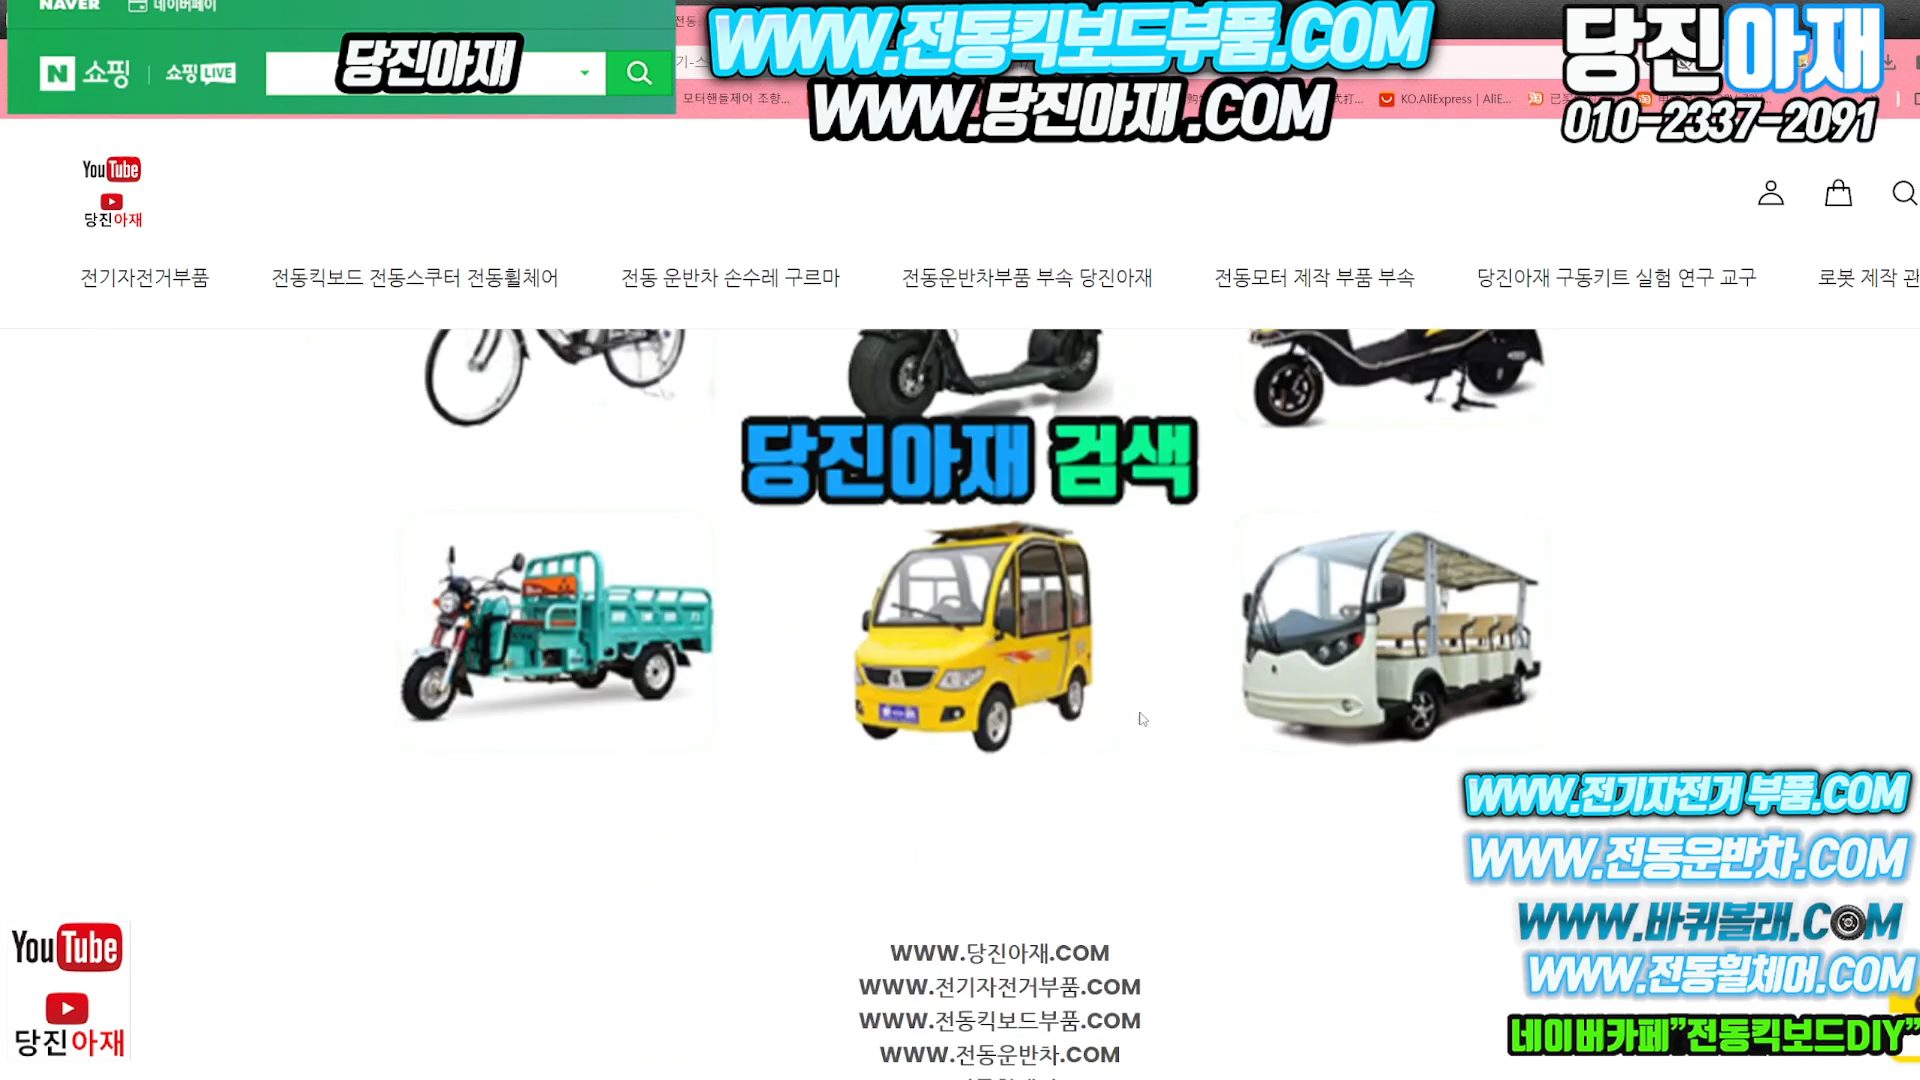 NAVER 네이버페이
N 쇼핑 | 쇼핑LIVE
당진아재
WWW.전동킥보드부품.COM
WWW.당진아재.COM
당진아재
010-2337-2091
전동
기-스
모터핸들제어 조향...
KO.AliExpress | AliE...
YouTube
당진아재
전기자전거부품
전동킥보드 전동스쿠터 전동휠체어
전동 운반차 손수레 구르마
전동운반차부품 부속 당진아재
전동모터 제작 부품 부속
당진아재 구동키트 실험 연구 교구
로봇 제작 관
당진아재 검색
WWW.전기자전거부품.COM
WWW.전동운반차.COM
WWW.바퀴볼래.COM
WWW.전동휠체어.COM
네이버카페"전동킥보드DIY"
YouTube
당진아재
WWW.당진아재.COM
WWW.전기자전거부품.COM
WWW.전동킥보드부품.COM
WWW.전동운반차.COM